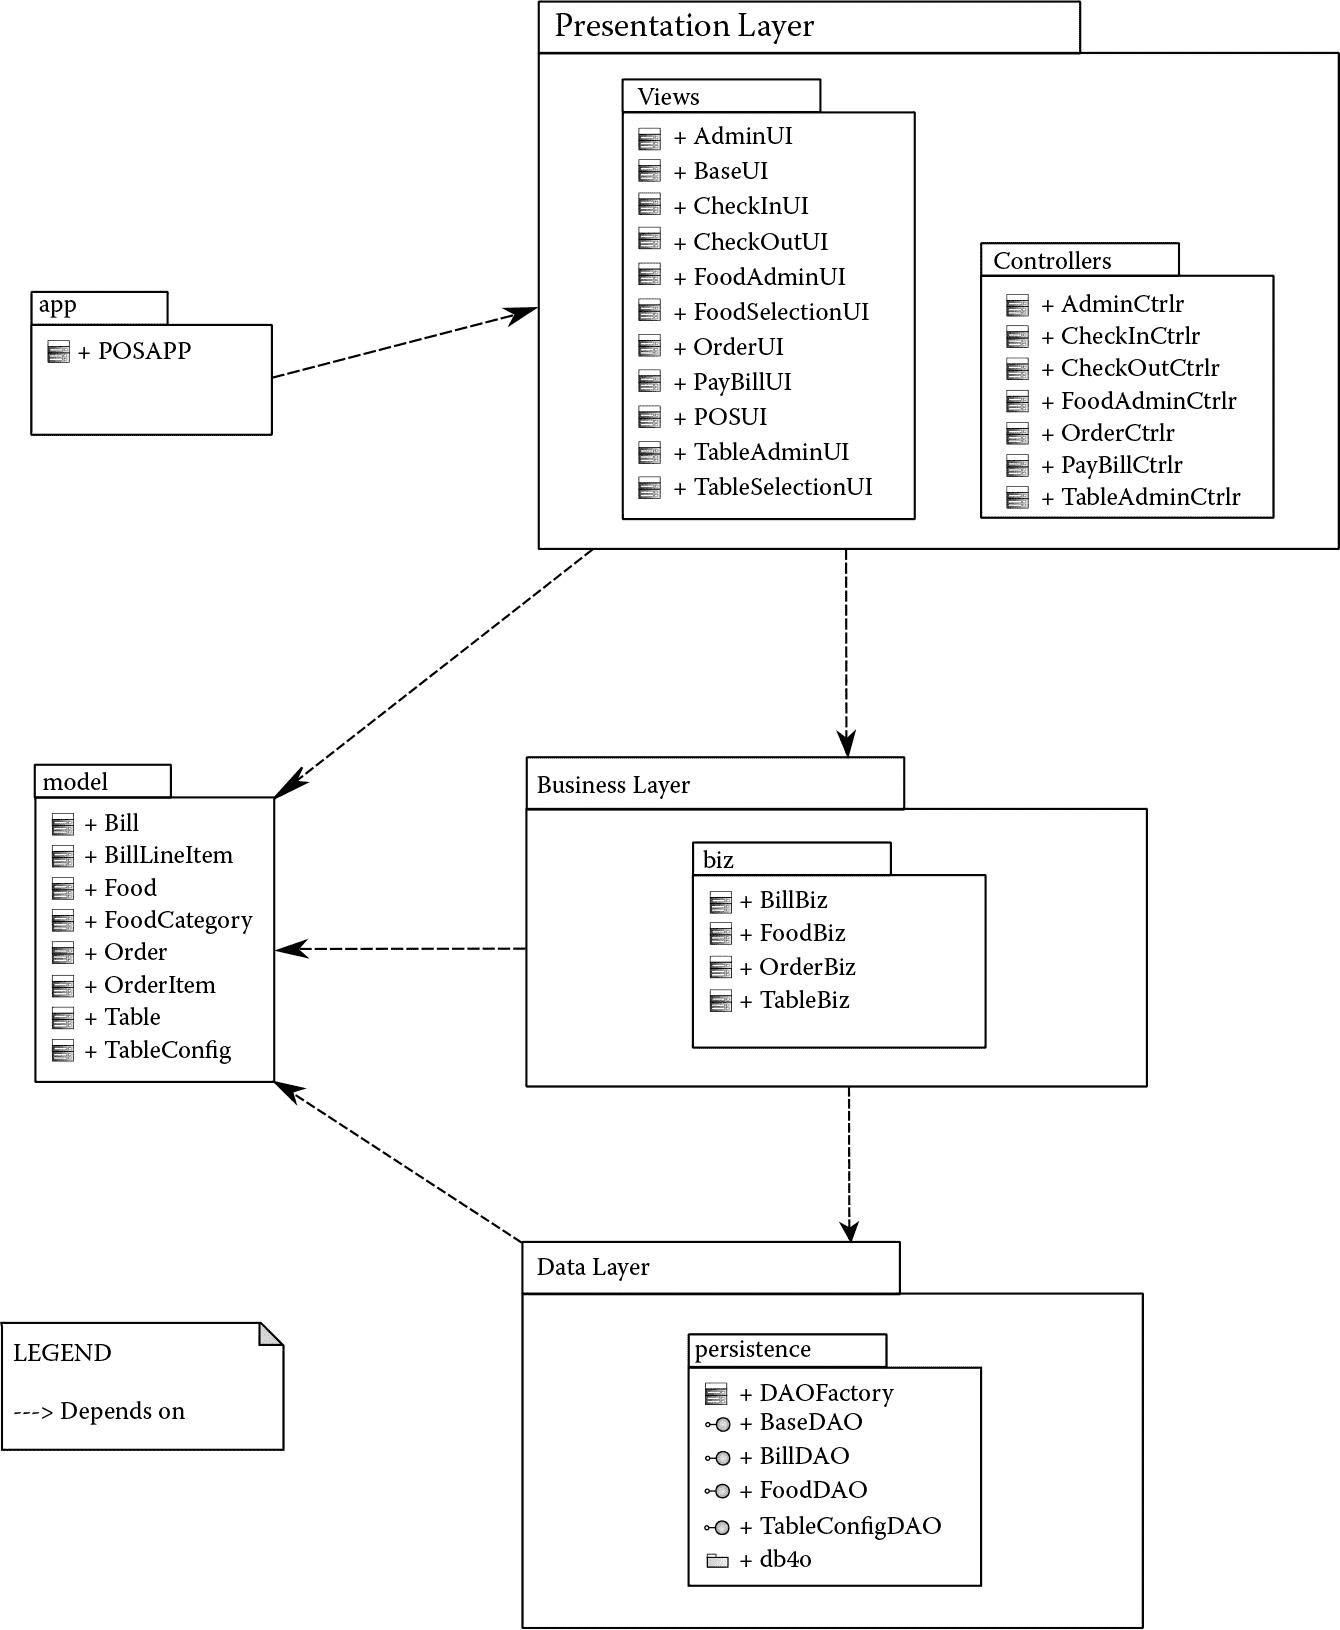 Presentation Layer
Views
+ AdminUI
+ BaseUI
+ CheckInUI
+ CheckOutUI
+ FoodAdminUI
+ FoodSelectionUI
+ OrderUI
+ PayBillUI
+ POSUI
+ TableAdminUI
+ TableSelectionUI
Controllers
+ AdminCtrlr
+ CheckInCtrlr
+ CheckOutCtrlr
+ FoodAdminCtrlr
+ OrderCtrlr
+ PayBillCtrlr
+ TableAdminCtrlr
app
+ POSAPP
model
+ Bill
+ BillLineItem
+ Food
+ FoodCategory
+ Order
+ OrderItem
+ Table
+ TableConfig
Business Layer
biz
+ BillBiz
+ FoodBiz
+ OrderBiz
+ TableBiz
Data Layer
persistence
+ DAOFactory
+ BaseDAO
+ BillDAO
+ FoodDAO
+ TableConfigDAO
+ db4o
LEGEND
---> Depends on